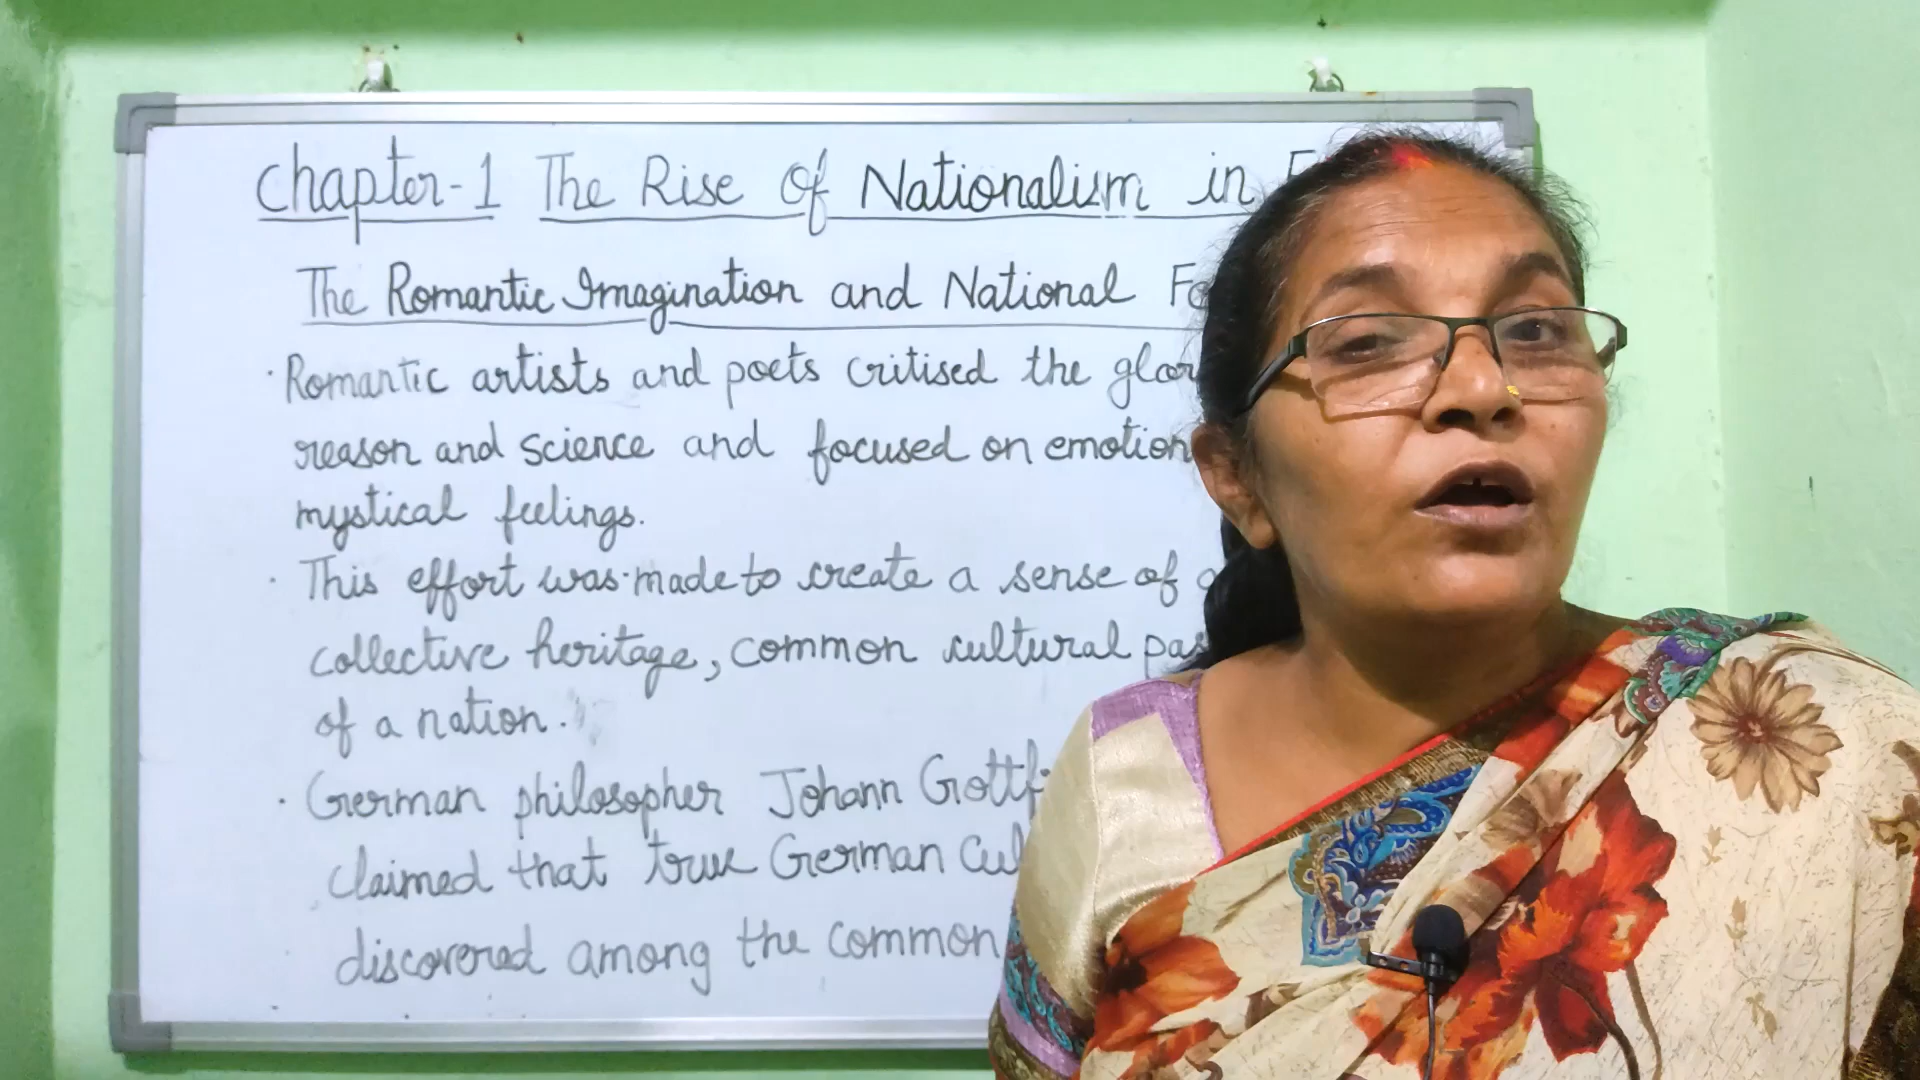 Chapter-1 The Rise Of Nationalism in
The Romantic Imagination and National
Romantic artists and poets critised the
reason and science and focused on emotion
mystical feelings.
This effort was made to create a sense of
collective heritage, common cultural
of a nation.
German philosopher Johann
claimed that true German
discovered among the common